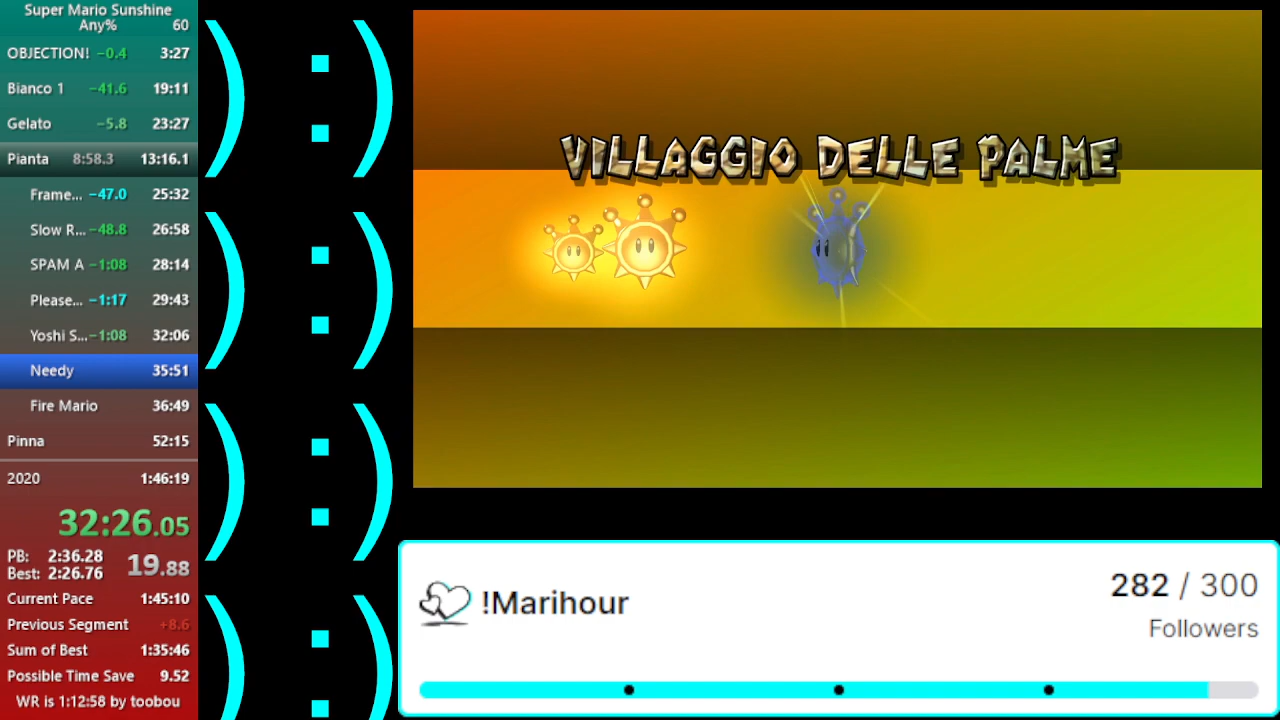 Super Mario Sunshine
Any% 60
OBJECTION! -0.4 3:27
Bianco 1 -41.6 19:11
Gelato -5.8 23:27
Pianta 8:58.3 13:16.1
Frame... -47.0 25:32
Slow R... -48.8 26:58
SPAM A -1:08 28:14
Please... -1:17 29:43
Yoshi S... -1:08 32:06
Needy 35:51
Fire Mario 36:49
Pinna 52:15
2020 1:46:19
32:26.05
PB: 2:36.28
Best: 2:26.76
19.88
Current Pace 1:45:10
Previous Segment +8.6
Sum of Best 1:35:46
Possible Time Save 9.52
WR is 1:12:58 by toobou
) : )
) : )
) : )
) : )
VILLAGGIO DELLE PALME
!Marihour
282 / 300
Followers